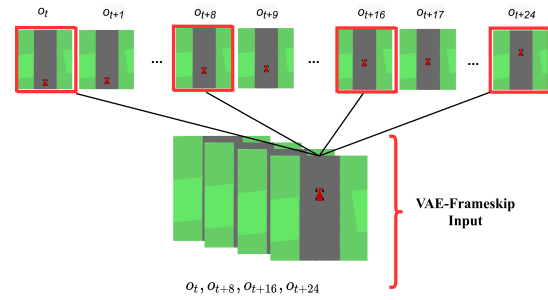 o_t o_{t+1} o_{t+8} o_{t+9} o_{t+16} o_{t+17} o_{t+24}
... ... ...
VAE-Frameskip
Input
o_t, o_{t+8}, o_{t+16}, o_{t+24}